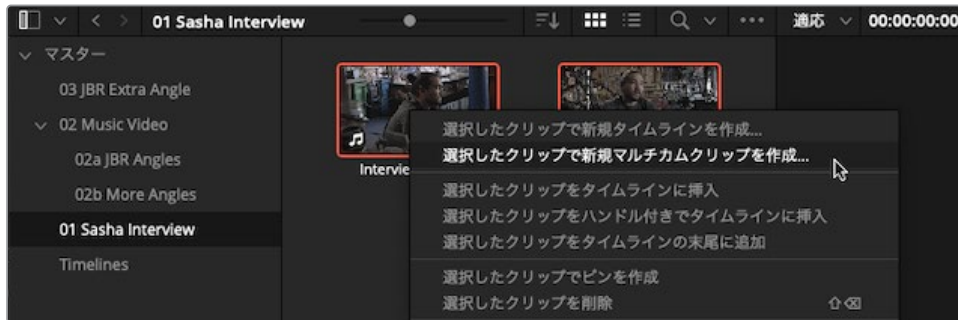 01 Sasha Interview
適応
00:00:00:00
マスター
03 JBR Extra Angle
02 Music Video
02a JBR Angles
02b More Angles
01 Sasha Interview
Timelines
Intervie
選択したクリップで新規タイムラインを作成...
選択したクリップで新規マルチカムクリップを作成...
選択したクリップをタイムラインに挿入
選択したクリップをハンドル付きでタイムラインに挿入
選択したクリップをタイムラインの末尾に追加
選択したクリップでビンを作成
選択したクリップを削除